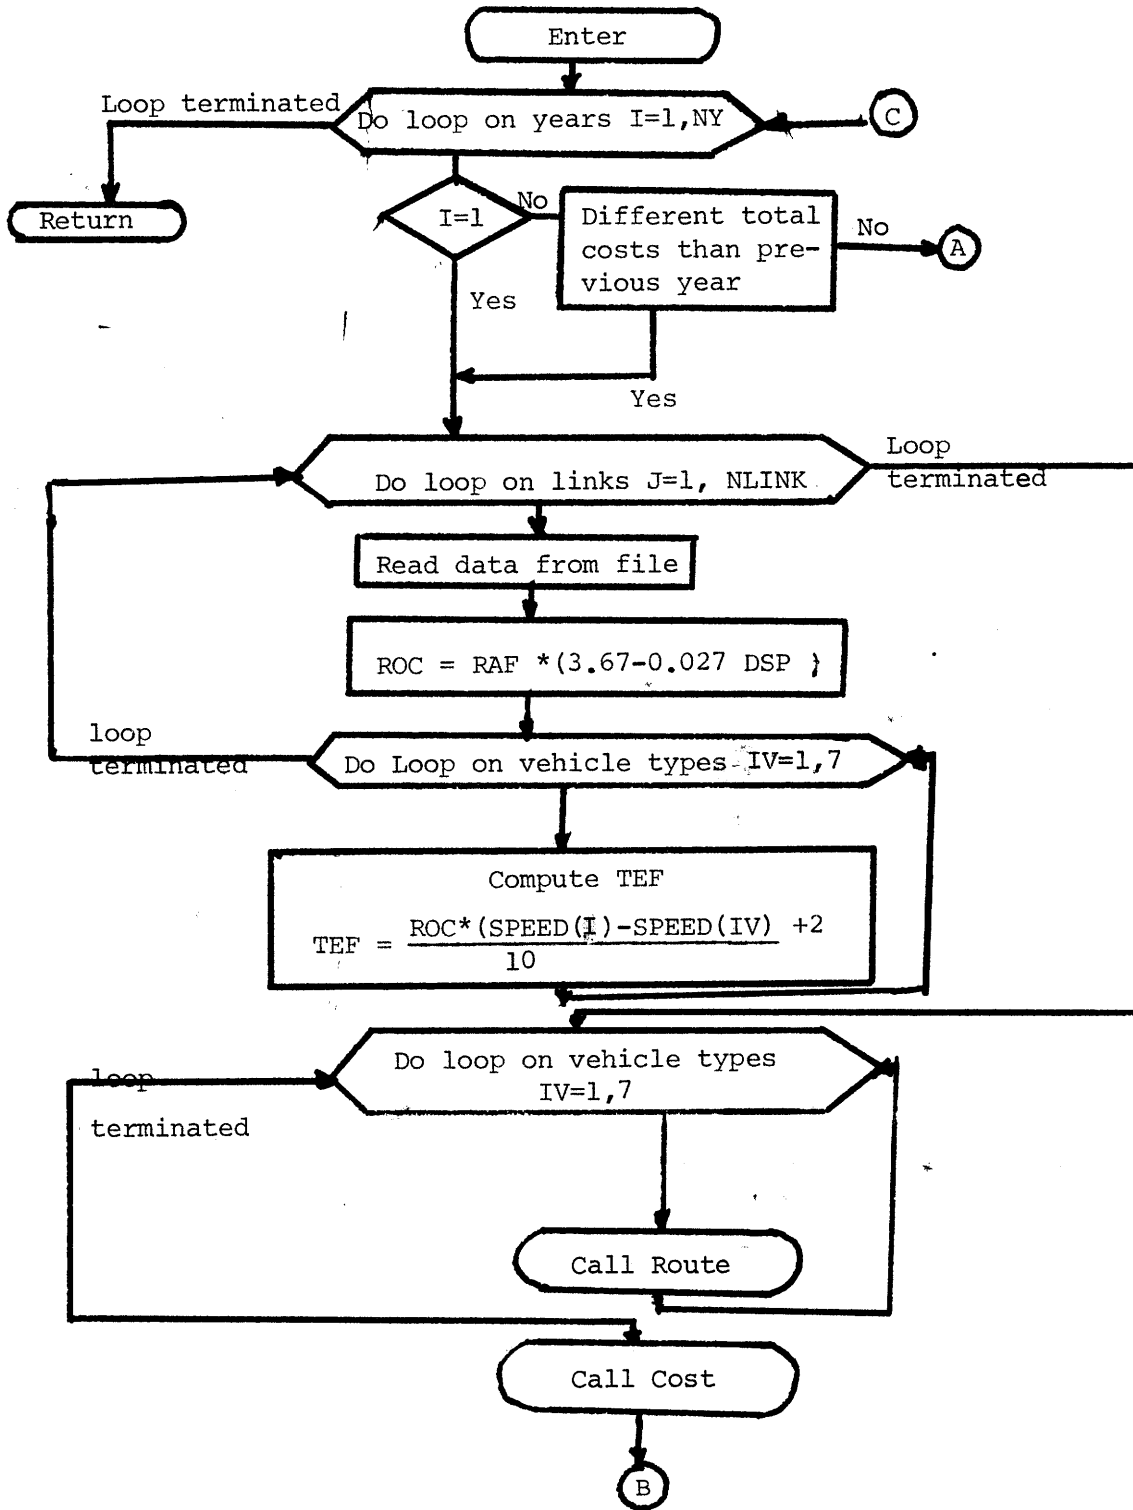 Enter
Loop terminated
Do loop on years I=1,NY
C
Return
I=1
No
Different total
costs than pre-
vious year
No
A
Yes
Yes
Do loop on links J=1, NLINK
Loop
terminated
Read data from file
ROC = RAF *(3.67-0.027 DSP )
loop
terminated
Do Loop on vehicle types IV=1,7
Compute TEF
TEF = ROC*(SPEED(I)-SPEED(IV) +2
10
Do loop on vehicle types
IV=1,7
loop
terminated
Call Route
Call Cost
B